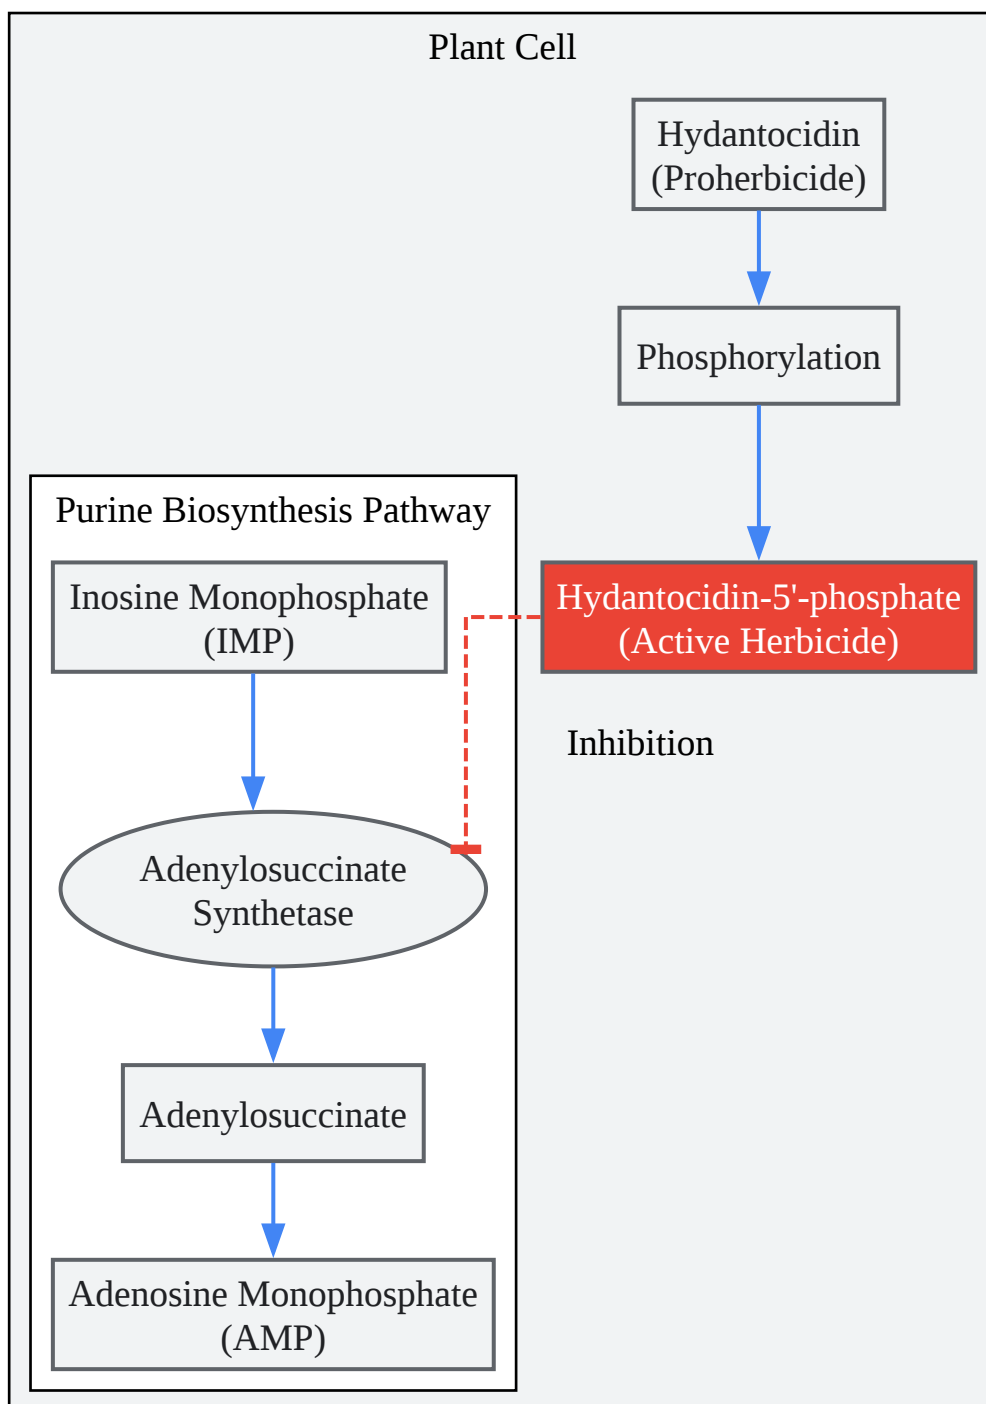 Plant Cell
Hydantocidin
(Proherbicide)
Phosphorylation
Purine Biosynthesis Pathway
Inosine Monophosphate
(IMP)
Hydantocidin-5'-phosphate
(Active Herbicide)
Inhibition
Adenylosuccinate
Synthetase
Adenylosuccinate
Adenosine Monophosphate
(AMP)